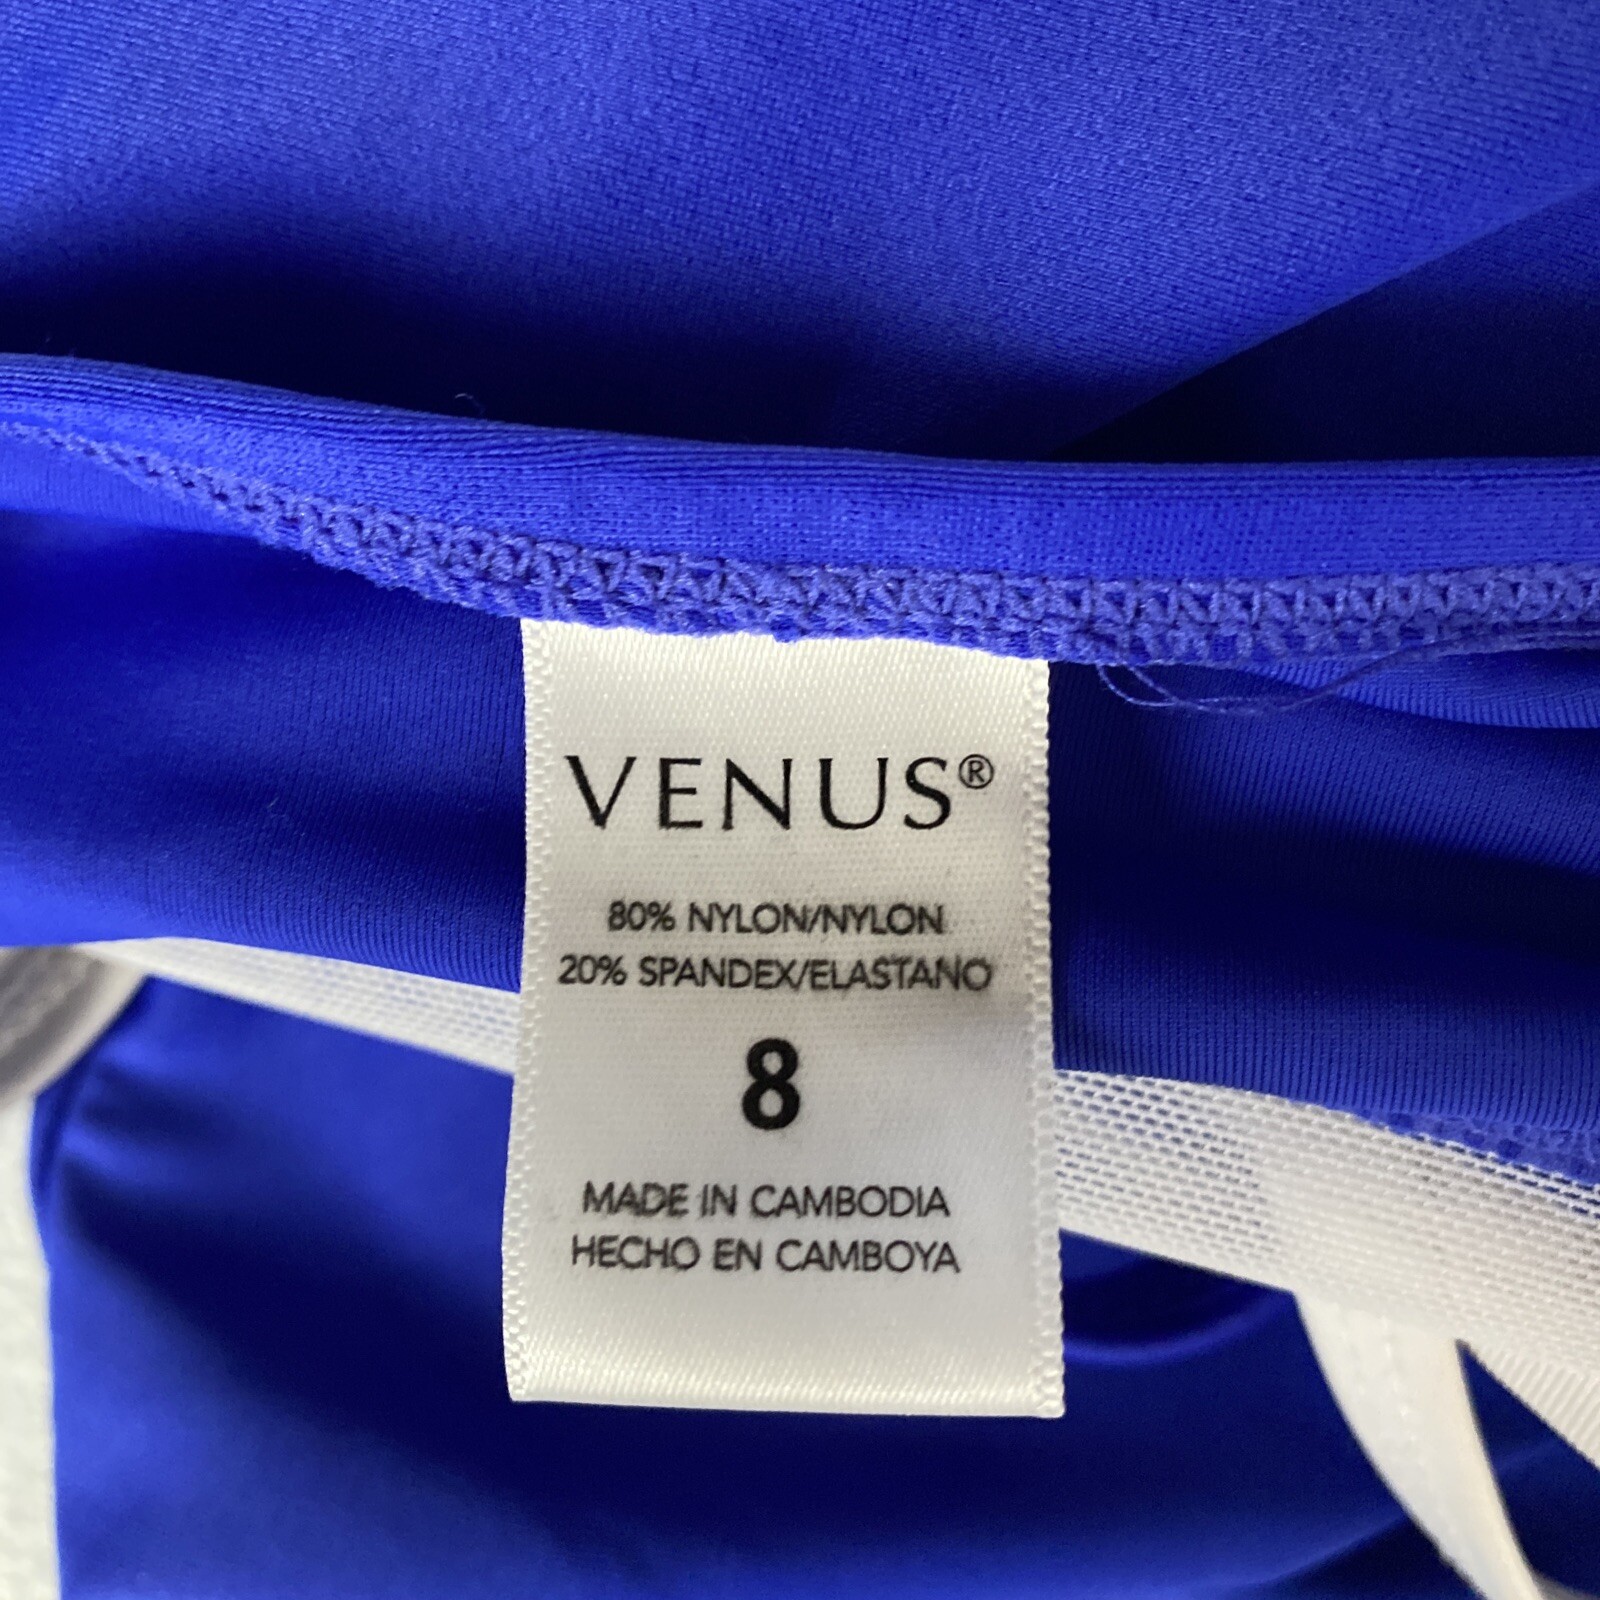 VENUS®
80% NYLON/NYLON
20% SPANDEX/ELASTANO
8
MADE IN CAMBODIA
HECHO EN CAMBOYA